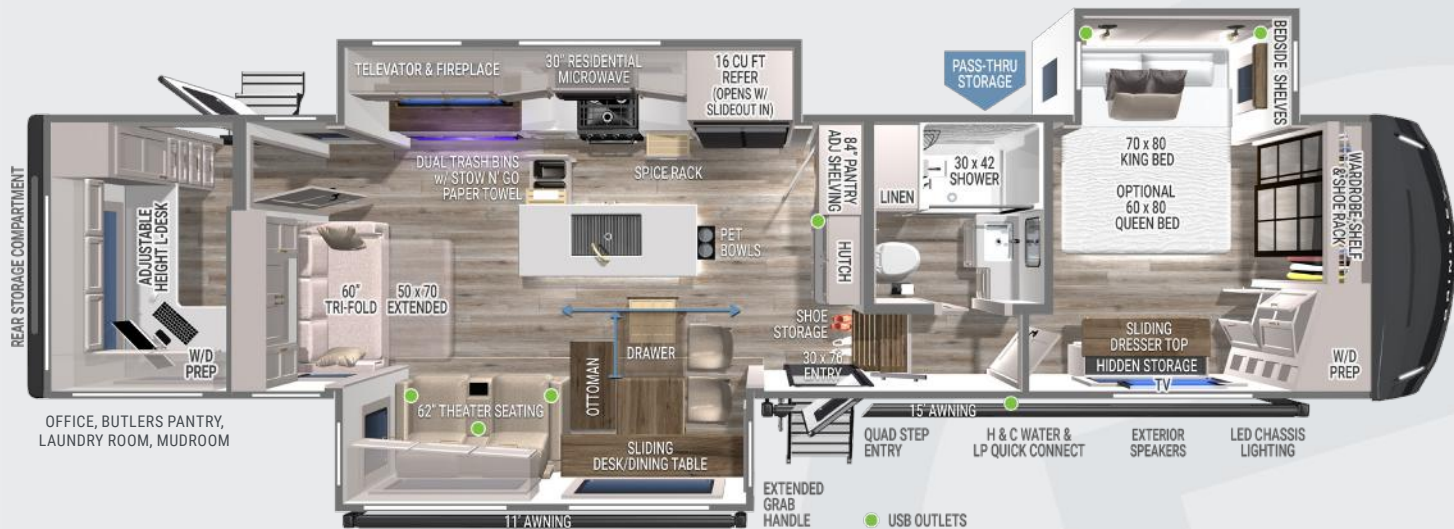 REAR STORAGE COMPARTMENT
OFFICE, BUTLERS PANTRY,
LAUNDRY ROOM, MUDROOM
ADJUSTABLE
HEIGHT L-DESK
W/D
PREP
TELEVATOR & FIREPLACE
30" RESIDENTIAL
MICROWAVE
16 CU FT
REFER
(OPENS W/
SLIDEOUT IN)
DUAL TRASH BINS
w/ STOW N' GO
PAPER TOWEL
SPICE RACK
60"
TRI-FOLD
50 x 70
EXTENDED
PET
BOWLS
84" PANTRY
ADJ SHELVING
HUTCH
SHOE
STORAGE
30 x 78
ENTRY
62" THEATER SEATING
OTTOMAN
DRAWER
SLIDING
DESK/DINING TABLE
11' AWNING
LINEN
30 x 42
SHOWER
PASS-THRU
STORAGE
BEDSIDE SHELVES
70 x 80
KING BED
OPTIONAL
60 x 80
QUEEN BED
WARDROBE, SHELF
& SHOE RACK
SLIDING
DRESSER TOP
HIDDEN STORAGE
TV
W/D
PREP
15' AWNING
QUAD STEP
ENTRY
H & C WATER &
LP QUICK CONNECT
EXTERIOR
SPEAKERS
LED CHASSIS
LIGHTING
EXTENDED
GRAB
HANDLE
USB OUTLETS